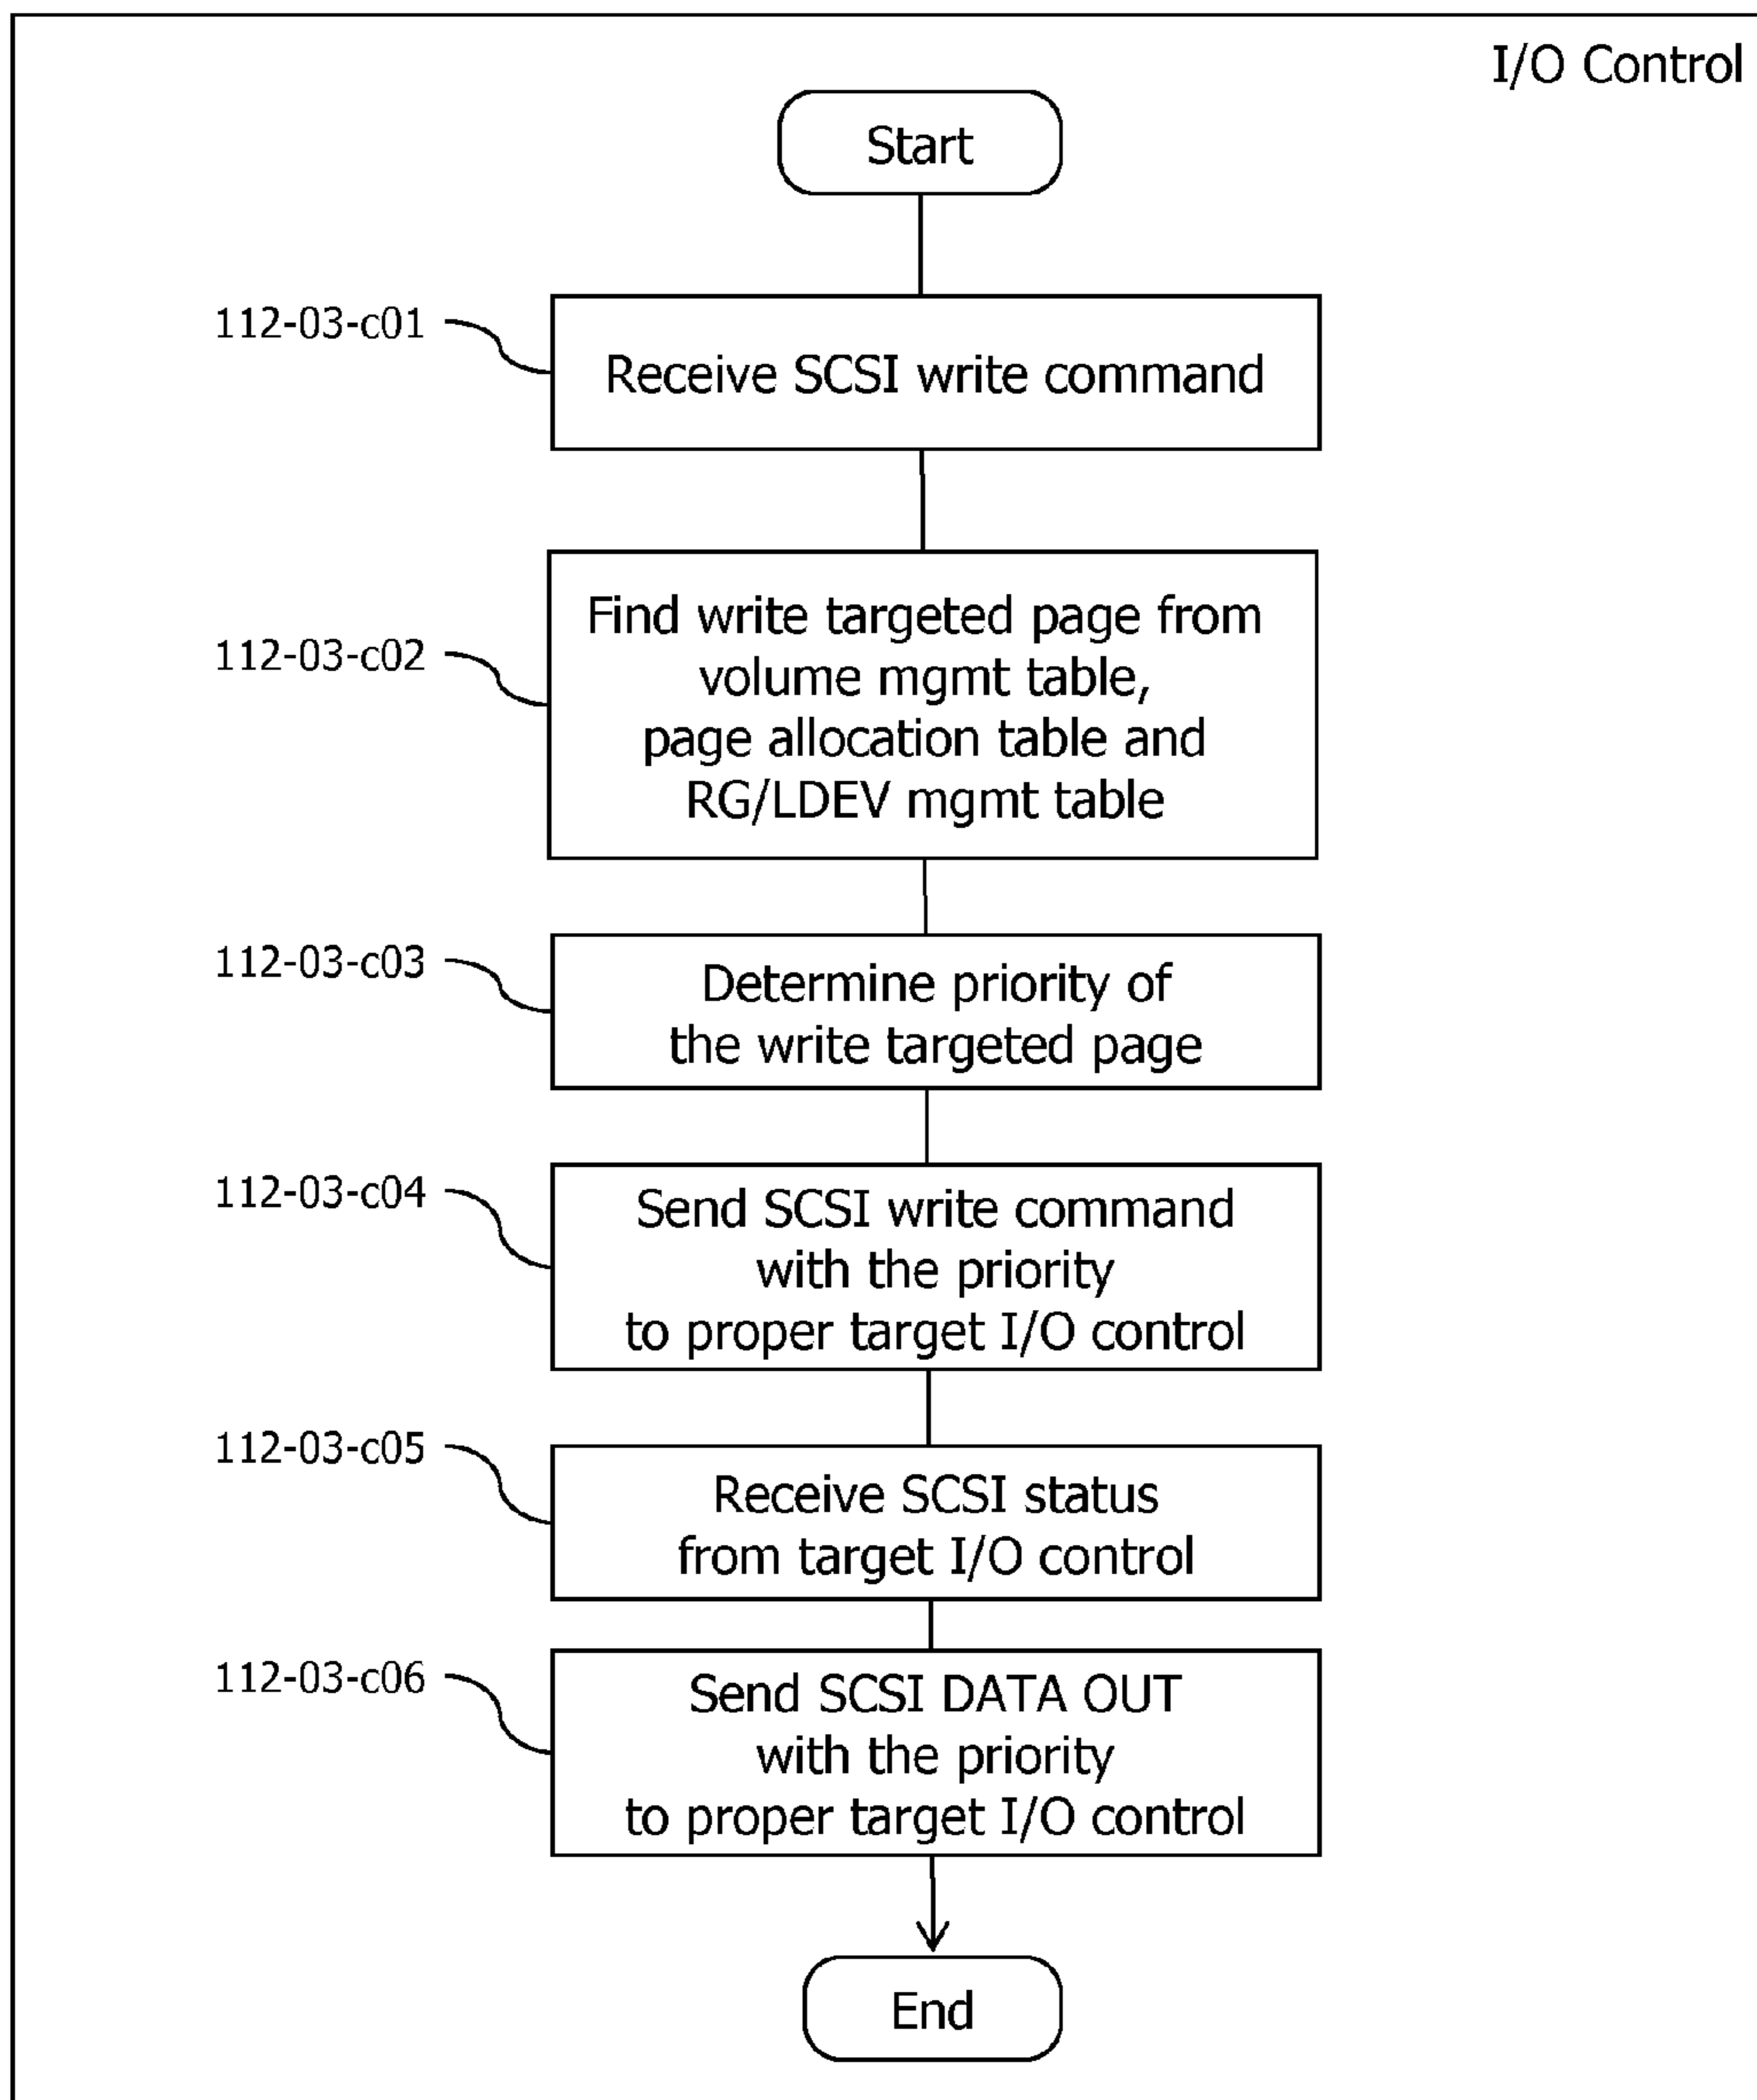 I/O Control
Start
112-03-c01
Receive SCSI write command
112-03-c02
Find write targeted page from
volume mgmt table,
page allocation table and
RG/LDEV mgmt table
112-03-c03
Determine priority of
the write targeted page
112-03-c04
Send SCSI write command
with the priority
to proper target I/O control
112-03-c05
Receive SCSI status
from target I/O control
112-03-c06
Send SCSI DATA OUT
with the priority
to proper target I/O control
End